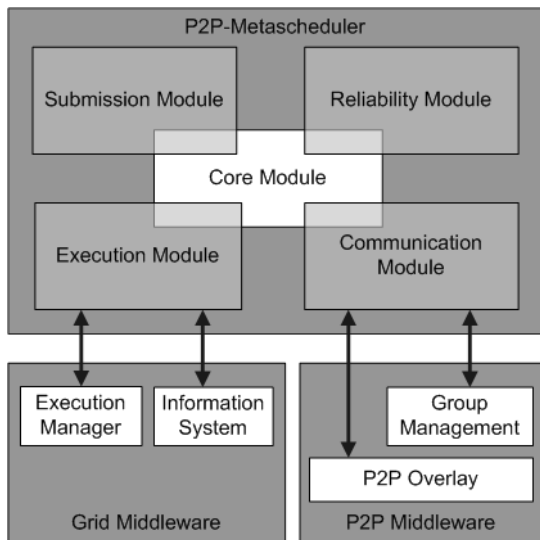 P2P-Metascheduler
Submission Module
Reliability Module
Core Module
Execution Module
Communication
Module
Execution
Manager
Information
System
Group
Management
P2P Overlay
Grid Middleware
P2P Middleware